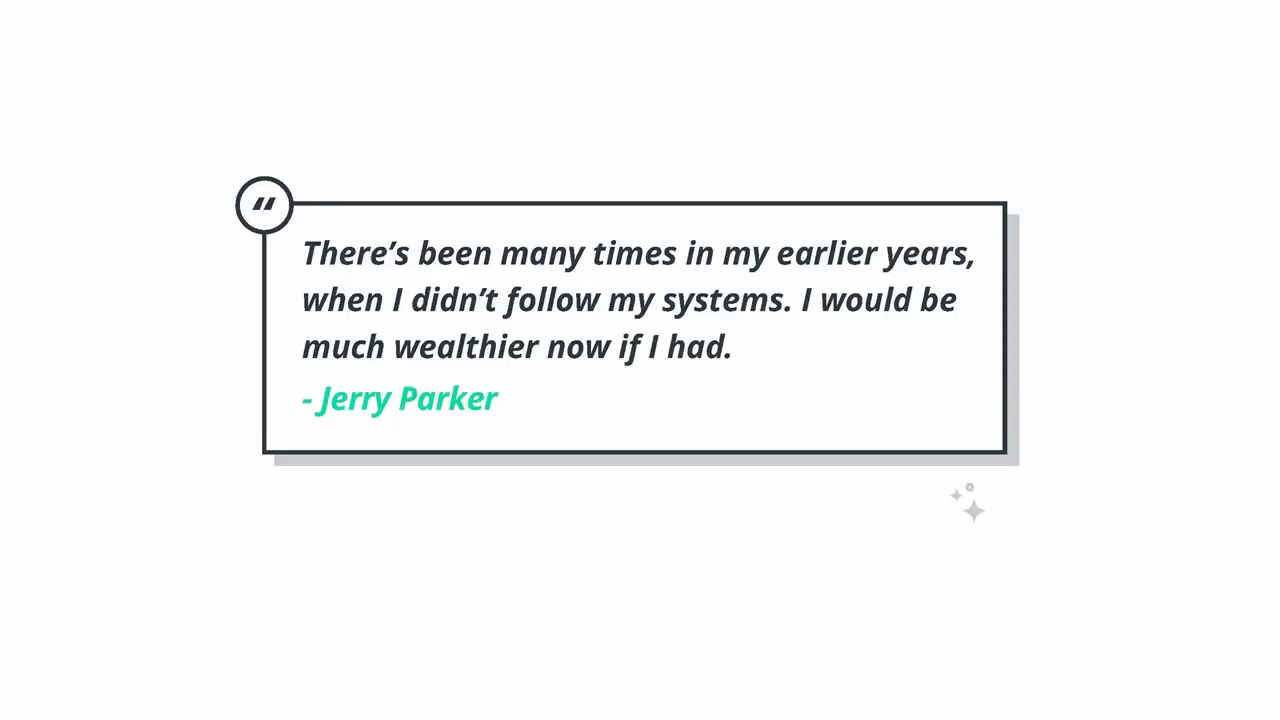 “
There’s been many times in my earlier years,
when I didn’t follow my systems. I would be
much wealthier now if I had.
- Jerry Parker